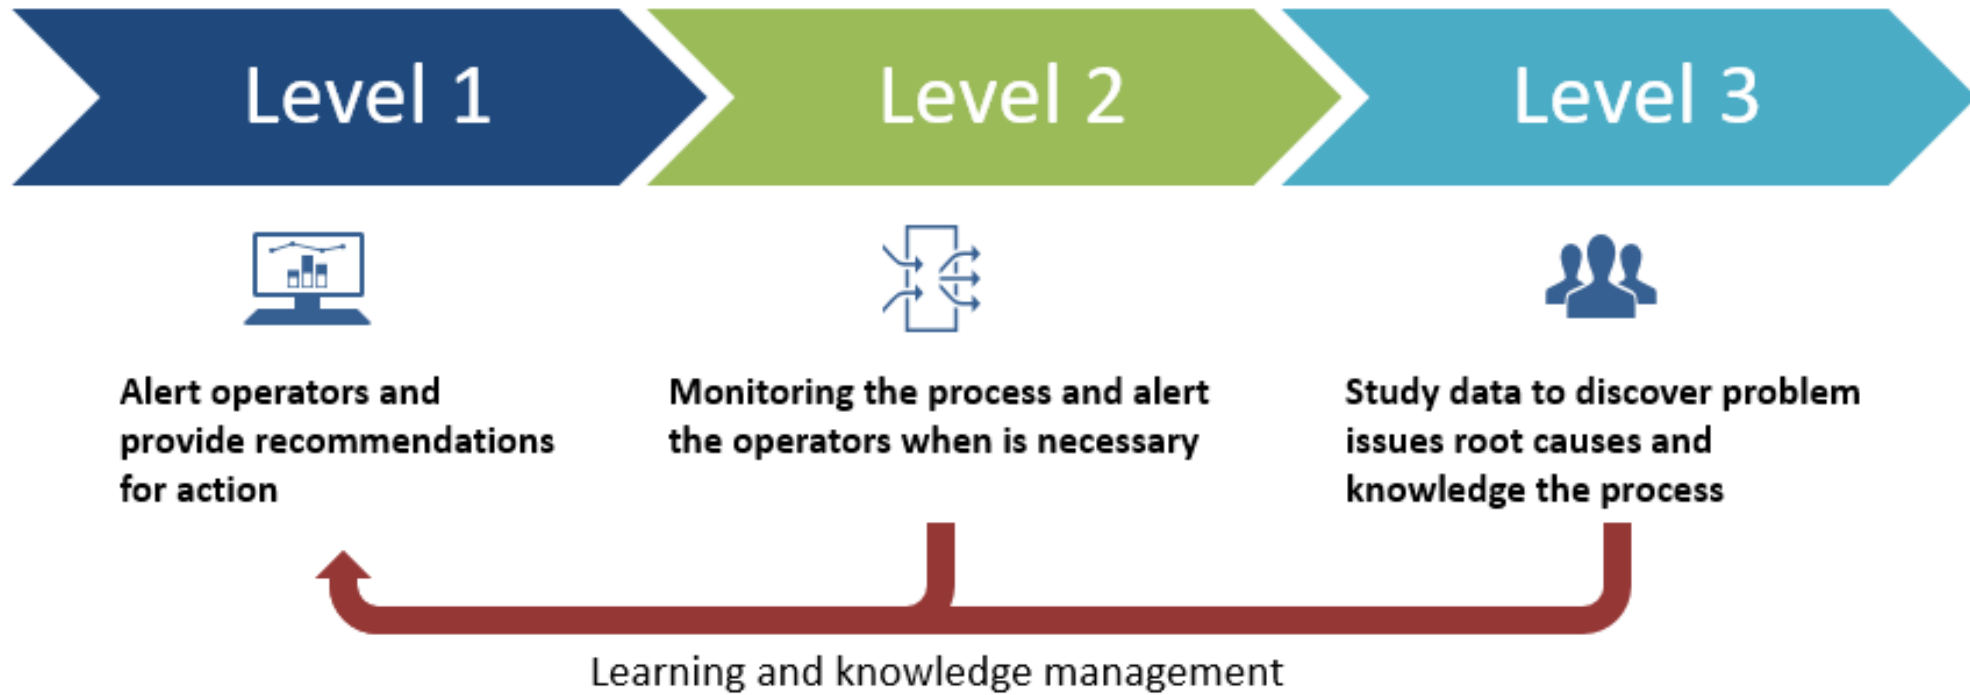 Level 1
Level 2
Level 3
Alert operators and
provide recommendations
for action
Monitoring the process and alert
the operators when is necessary
Study data to discover problem
issues root causes and
knowledge the process
Learning and knowledge management